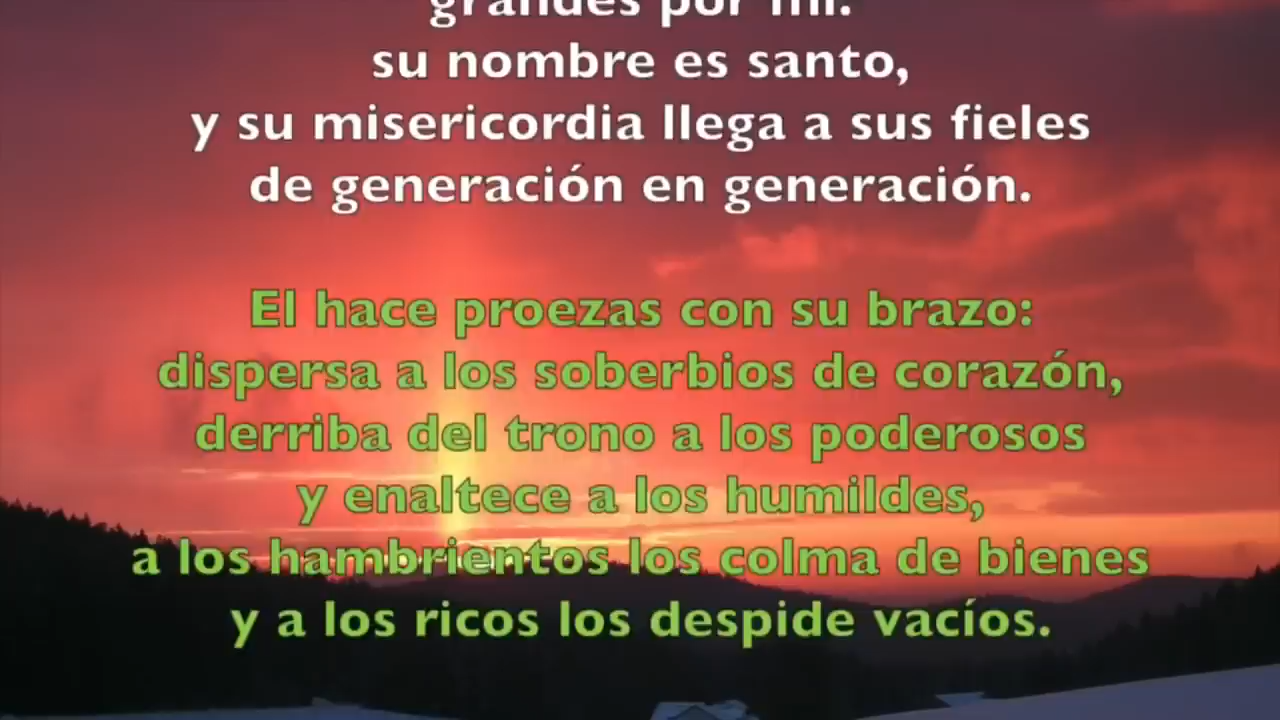 grandes por mí:
su nombre es santo,
y su misericordia llega a sus fieles
de generación en generación.
El hace proezas con su brazo:
dispersa a los soberbios de corazón,
derriba del trono a los poderosos
y enaltece a los humildes,
a los hambrientos los colma de bienes
y a los ricos los despide vacíos.